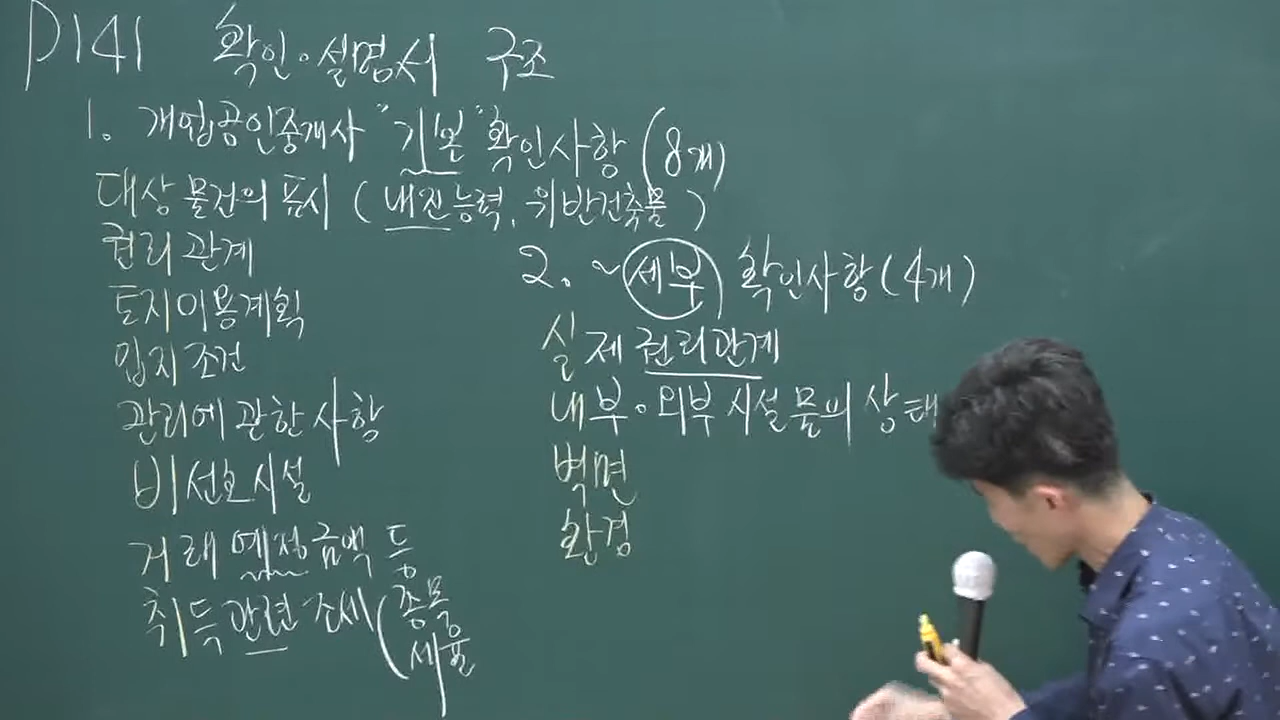 P141 확인·설명서 구조
1. 개업공인중개사 "기본" 확인사항 (8개)
대상물건의 표시 (내진능력, 위반건축물)
권리관계
토지이용계획
입지조건
관리에 관한 사항
비선호시설
거래예정금액 등
취득관련 조세 (종목
세율
2. ~세부 확인사항 (4개)
실제 권리관계
내부·외부 시설물의 상태
벽면
환경